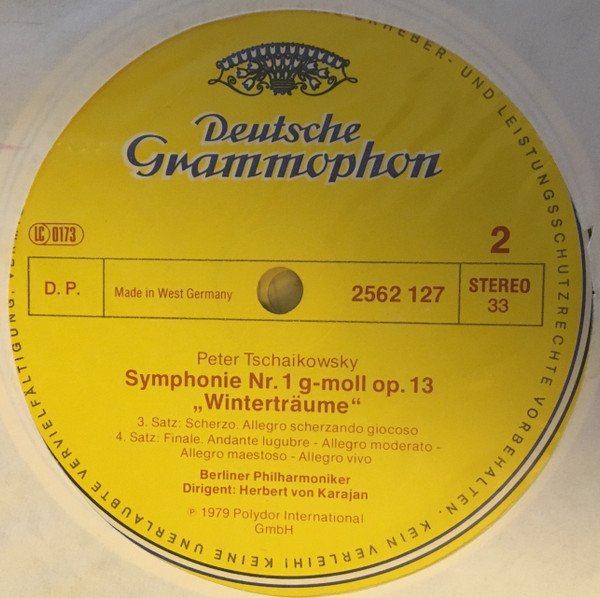 Deutsche
Grammophon
LC 0173
2
D. P.
Made in West Germany
2562 127
STEREO
33
Peter Tschaikowsky
Symphonie Nr. 1 g-moll op. 13
„Winterträume“
3. Satz: Scherzo. Allegro scherzando giocoso
4. Satz: Finale. Andante lugubre - Allegro moderato -
Allegro maestoso - Allegro vivo
Berliner Philharmoniker
Dirigent: Herbert von Karajan
℗ 1979 Polydor International
GmbH
UND LEISTUNGSSCHUTZRECHTE VORBEHALTEN. KEIN VERLEIH! KEINE UNERLAUBTE VERVIELFÄLTIGUNG,